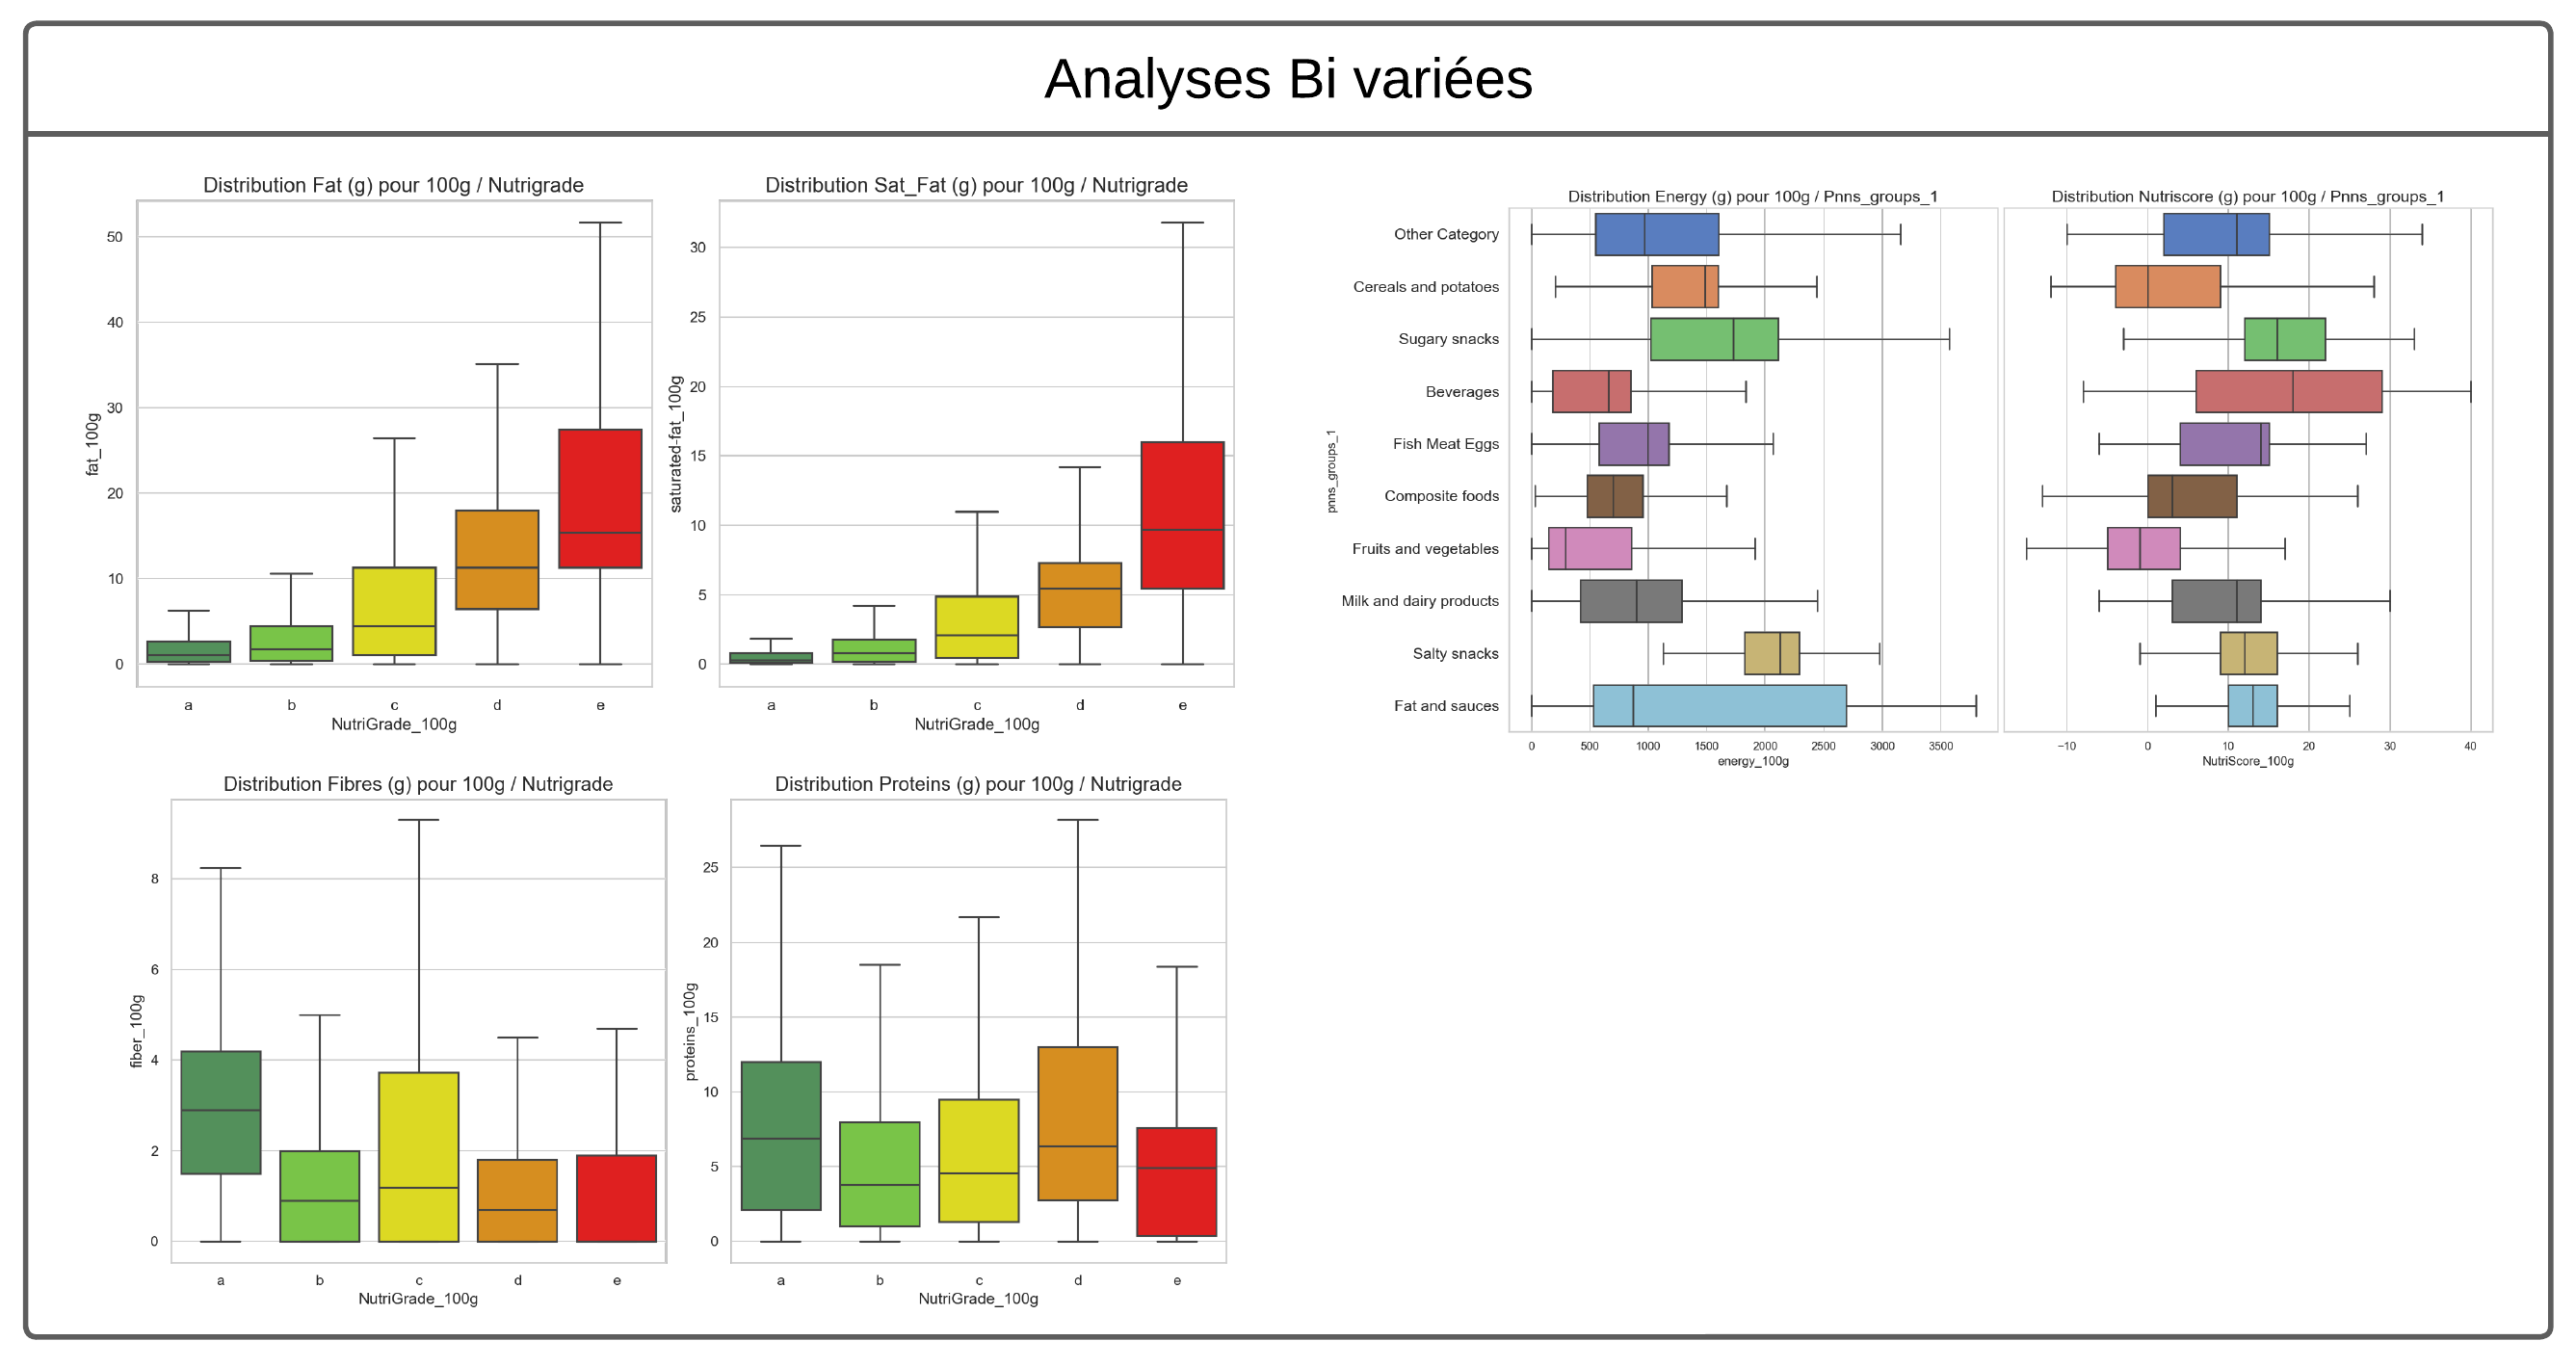 Analyses Bi variées
Distribution Fat (g) pour 100g / Nutrigrade
fat_100g
50
40
30
20
10
0
a b c d e
NutriGrade_100g
Distribution Sat_Fat (g) pour 100g / Nutrigrade
saturated-fat_100g
30
25
20
15
10
5
0
a b c d e
NutriGrade_100g
Distribution Energy (g) pour 100g / Pnns_groups_1
pnns_groups_1
Other Category
Cereals and potatoes
Sugary snacks
Beverages
Fish Meat Eggs
Composite foods
Fruits and vegetables
Milk and dairy products
Salty snacks
Fat and sauces
0 500 1000 1500 2000 2500 3000 3500
energy_100g
Distribution Nutriscore (g) pour 100g / Pnns_groups_1
−10 0 10 20 30 40
NutriScore_100g
Distribution Fibres (g) pour 100g / Nutrigrade
fiber_100g
8
6
4
2
0
a b c d e
NutriGrade_100g
Distribution Proteins (g) pour 100g / Nutrigrade
proteins_100g
25
20
15
10
5
0
a b c d e
NutriGrade_100g